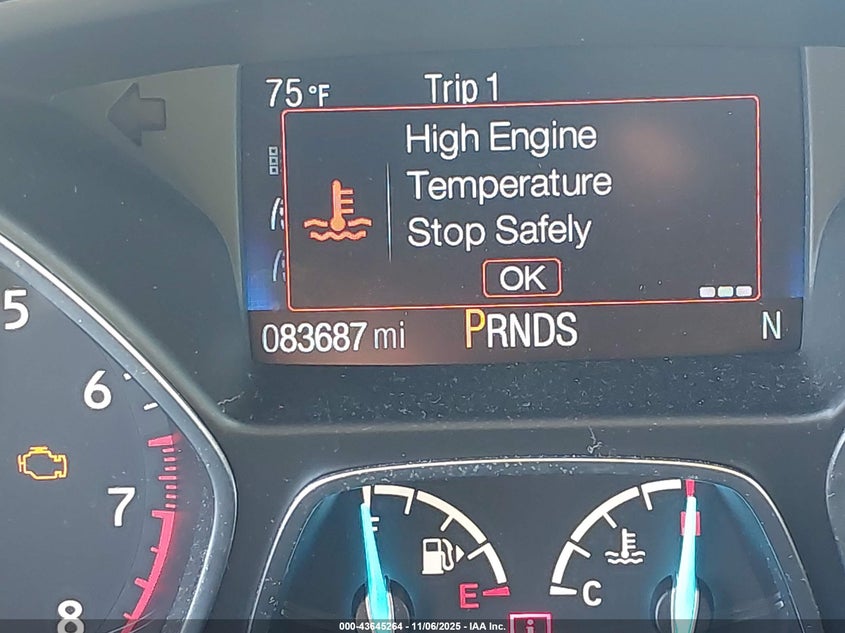 75 °F Trip 1
High Engine
Temperature
Stop Safely
OK
083687 mi PRNDS N
5
6
7
8
F
E
C
000-43645264 - 11/06/2025 - IAA Inc.